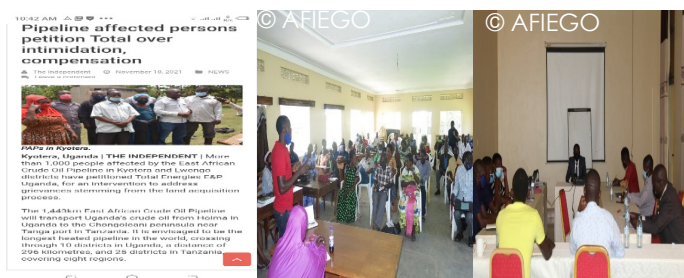 10:42 AM
Pipeline affected persons
petition Total over
intimidation,
compensation
The Independent November 19, 2021 NEWS
Leave a comment
PAPs in Kyotera.
Kyotera, Uganda | THE INDEPENDENT | More
than 1,000 people affected by the East African
Crude Oil Pipeline in Kyotera and Lwengo
districts have petitioned Total Energies E&P
Uganda, for an intervention to address
grievances stemming from the land acquisition
process.
The 1,443km East African Crude Oil Pipeline
will transport Uganda's crude oil from Hoima in
Uganda to the Chongoleani peninsula near
Tanga port in Tanzania. It is envisaged to be the
longest heated pipeline in the world, crossing
through 10 districts in Uganda, a distance of
296 kilometres, and 25 districts in Tanzania,
covering eight regions.
© AFIEGO
© AFIEGO